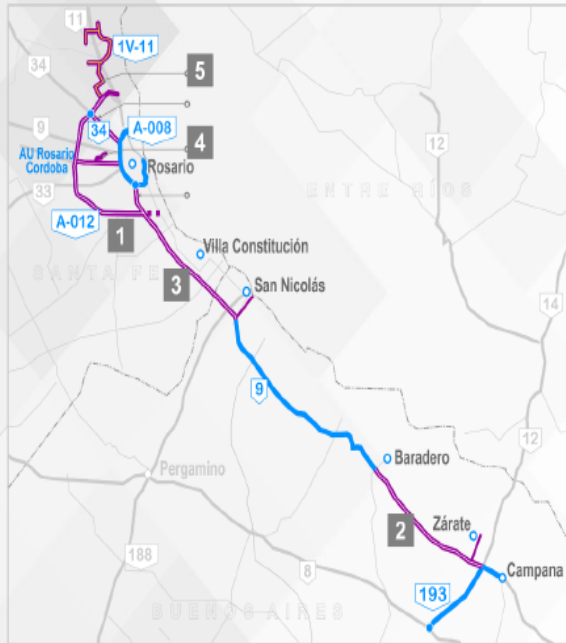 11
1V-11
34
5
34
A-008
9
4
AU Rosario
Cordoba
Rosario
12
33
ENTRE RÍOS
A-012
1
Villa Constitución
SANTA FE
3
San Nicolás
14
9
12
Baradero
Pergamino
2
Zárate
188
8
Campana
193
BUENOS AIRES